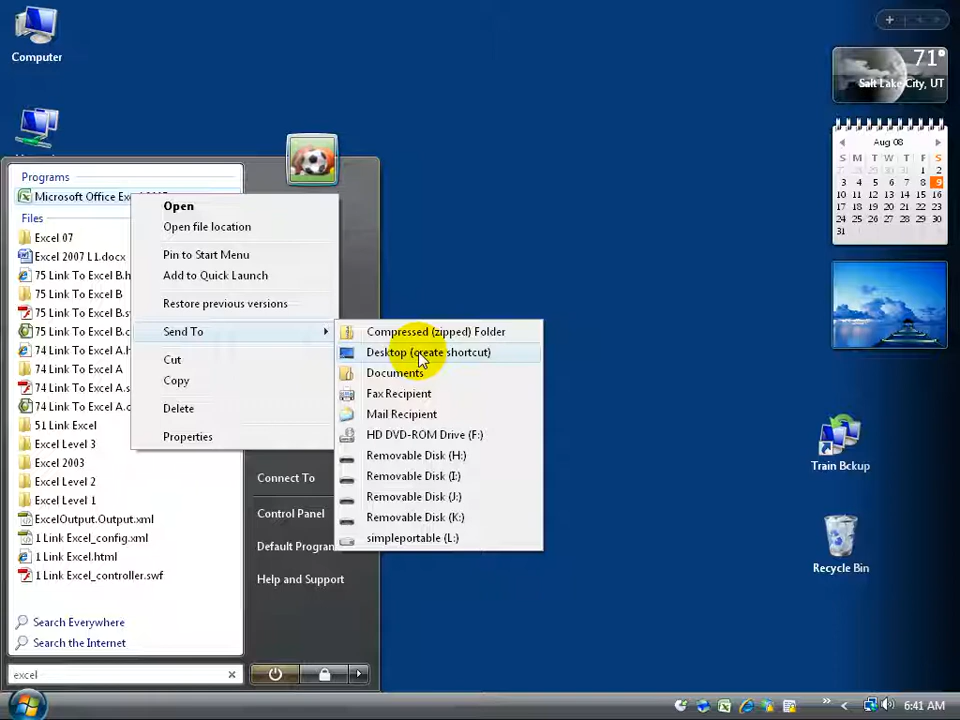 Computer
71°
Salt Lake City, UT
Aug 08
S M T W T F S
27 28 29 30 31 1 2
3 4 5 6 7 8 9
10 11 12 13 14 15 16
17 18 19 20 21 22 23
24 25 26 27 28 29 30
31
Programs
Microsoft Office Excel 2007
Files
Excel 07
Excel 2007 L1.docx
75 Link To Excel B.h
75 Link To Excel B
75 Link To Excel B.s
75 Link To Excel B.c
74 Link To Excel A.h
74 Link To Excel A
74 Link To Excel A.s
74 Link To Excel A.c
51 Link Excel
Excel Level 3
Excel 2003
Excel Level 2
Excel Level 1
ExcelOutput.Output.xml
1 Link Excel_config.xml
1 Link Excel.html
1 Link Excel_controller.swf
Search Everywhere
Search the Internet
excel
Open
Open file location
Pin to Start Menu
Add to Quick Launch
Restore previous versions
Send To
Cut
Copy
Delete
Properties
Compressed (zipped) Folder
Desktop (create shortcut)
Documents
Fax Recipient
Mail Recipient
HD DVD-ROM Drive (F:)
Removable Disk (H:)
Removable Disk (I:)
Removable Disk (J:)
Removable Disk (K:)
simpleportable (L:)
Connect To
Control Panel
Default Progran
Help and Support
Train Bckup
Recycle Bin
6:41 AM